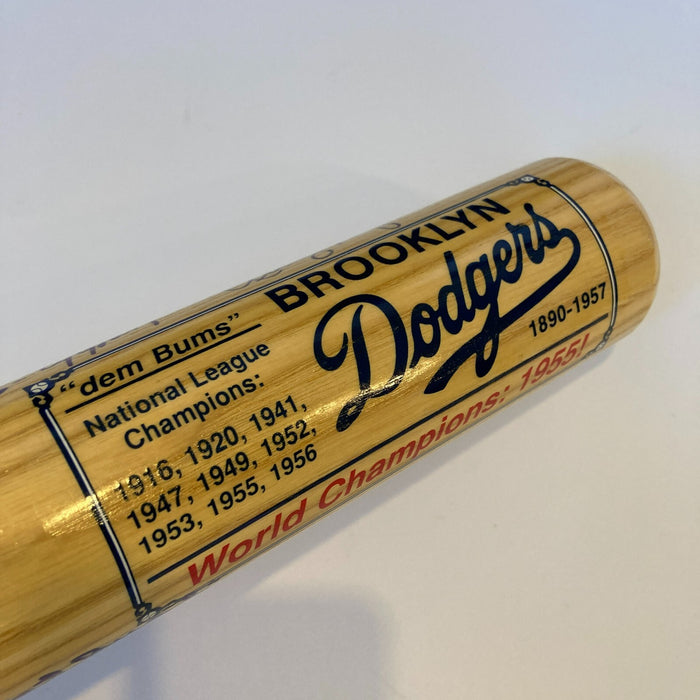 BROOKLYN
Dodgers
1890-1957
"dem Bums"
National League
Champions:
1916, 1920, 1941,
1947, 1949, 1952,
1953, 1955, 1956
World Champions: 1955!